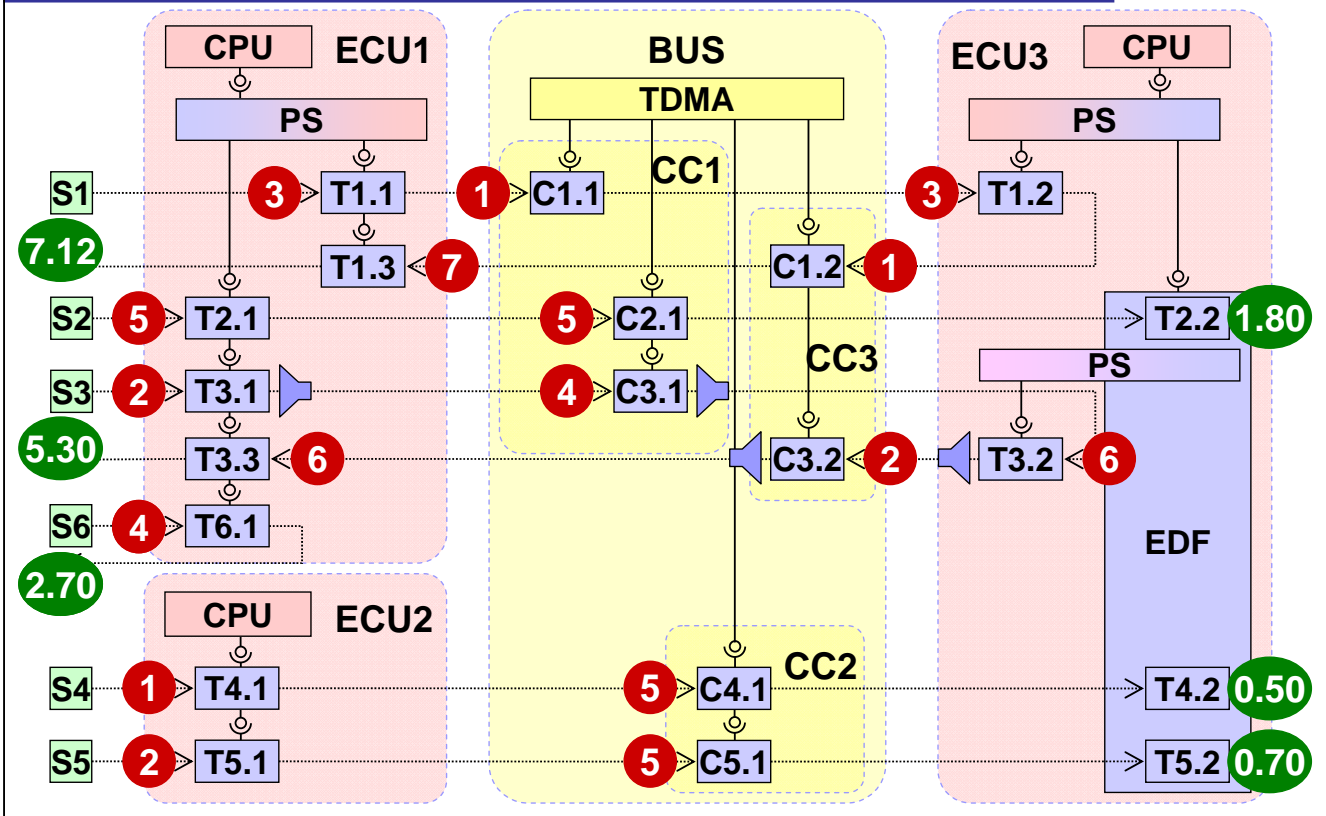 CPU ECU1 BUS ECU3 CPU
PS TDMA PS
CC1
S1 3 T1.1 1 C1.1 3 T1.2
7.12 T1.3 7 C1.2 1
S2 5 T2.1 5 C2.1 T2.2 1.80
CC3 PS
S3 2 T3.1 4 C3.1
5.30 T3.3 6 C3.2 2 T3.2 6
S6 4 T6.1
EDF
2.70
CPU ECU2
CC2
S4 1 T4.1 5 C4.1 T4.2 0.50
S5 2 T5.1 5 C5.1 T5.2 0.70